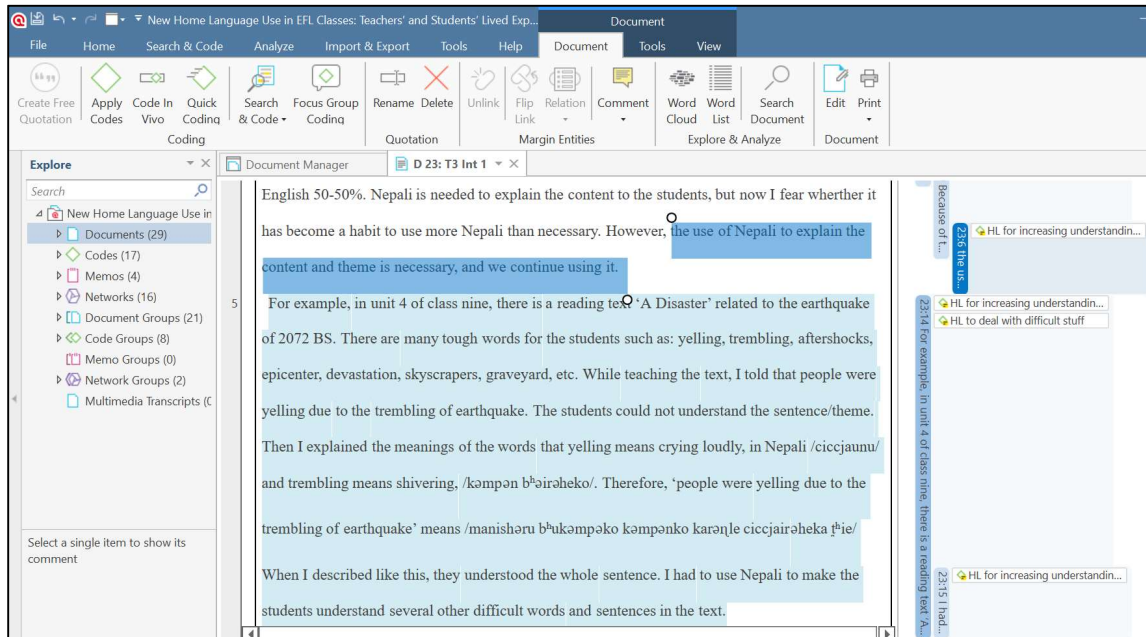 New Home Language Use in EFL Classes: Teachers' and Students' Lived Exp...
Document
File Home Search & Code Analyze Import & Export Tools Help Document Tools View
Create Free Quotation
Apply Codes
Code In Vivo
Quick Coding
Search & Code
Focus Group Coding
Rename
Delete
Unlink
Flip Link
Relation
Comment
Word Cloud
Word List
Search Document
Edit
Print
Coding
Quotation
Margin Entities
Explore & Analyze
Document
Explore
Document Manager
D 23: T3 Int 1
Search
New Home Language Use in
Documents (29)
Codes (17)
Memos (4)
Networks (16)
Document Groups (21)
Code Groups (8)
Memo Groups (0)
Network Groups (2)
Multimedia Transcripts (0
Select a single item to show its
comment
English 50-50%. Nepali is needed to explain the content to the students, but now I fear wherther it
has become a habit to use more Nepali than necessary. However, the use of Nepali to explain the
content and theme is necessary, and we continue using it.
5
For example, in unit 4 of class nine, there is a reading text 'A Disaster' related to the earthquake
of 2072 BS. There are many tough words for the students such as: yelling, trembling, aftershocks,
epicenter, devastation, skyscrapers, graveyard, etc. While teaching the text, I told that people were
yelling due to the trembling of earthquake. The students could not understand the sentence/theme.
Then I explained the meanings of the words that yelling means crying loudly, in Nepali /ciccjaunu/
and trembling means shivering, /kəmpən bʰəirəheko/. Therefore, 'people were yelling due to the
trembling of earthquake' means /manishəru bʰukəmpəko kəmpənko karəɳle ciccjairəheka t̪ʰie/
When I described like this, they understood the whole sentence. I had to use Nepali to make the
students understand several other difficult words and sentences in the text.
Because of t...
23:6 the us...
HL for increasing understandin...
23:14 For example, in unit 4 of class nine, there is a reading text 'A...
HL for increasing understandin...
HL to deal with difficult stuff
23:15 I had...
HL for increasing understandin...